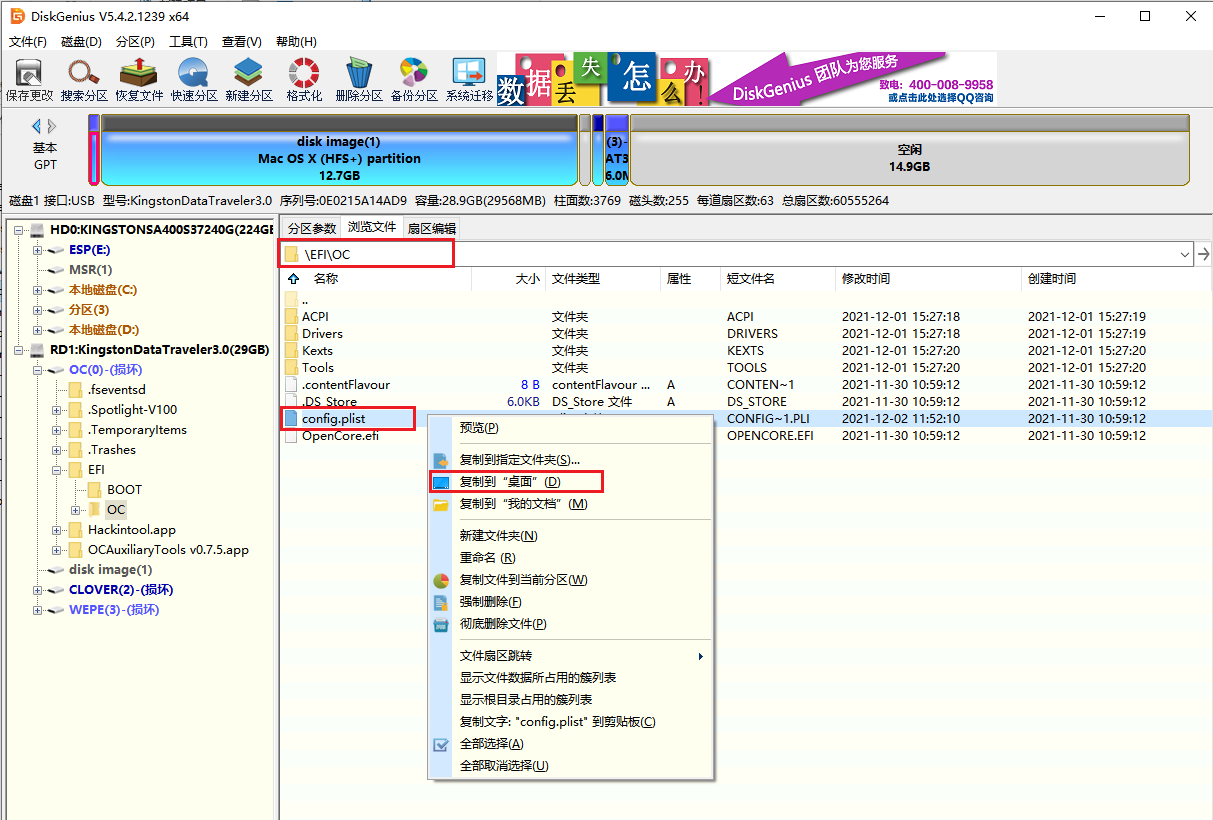 DiskGenius V5.4.2.1239 x64
文件(F) 磁盘(D) 分区(P) 工具(T) 查看(V) 帮助(H)
保存更改 搜索分区 恢复文件 快速分区 新建分区 格式化 删除分区 备份分区 系统迁移
数据丢失怎么办!
DiskGenius 团队为您服务
致电: 400-008-9958
或点击此处选择QQ咨询
基本
GPT
disk image(1)
Mac OS X (HFS+) partition
12.7GB
(3)-
AT3
6.0M
空闲
14.9GB
磁盘1 接口:USB 型号:KingstonDataTraveler3.0 序列号:0E0215A14AD9 容量:28.9GB(29568MB) 柱面数:3769 磁头数:255 每道扇区数:63 总扇区数:60555264
HD0:KINGSTONSA400S37240G(224GE
ESP(E:)
MSR(1)
本地磁盘(C:)
分区(3)
本地磁盘(D:)
RD1:KingstonDataTraveler3.0(29GB)
OC(0)-(损坏)
.fseventsd
.Spotlight-V100
.TemporaryItems
.Trashes
EFI
BOOT
OC
Hackintool.app
OCAuxiliaryTools v0.7.5.app
disk image(1)
CLOVER(2)-(损坏)
WEPE(3)-(损坏)
分区参数 浏览文件 扇区编辑
\EFI\OC
名称 大小 文件类型 属性 短文件名 修改时间 创建时间
..
ACPI 文件夹 ACPI 2021-12-01 15:27:18 2021-12-01 15:27:19
Drivers 文件夹 DRIVERS 2021-12-01 15:27:18 2021-12-01 15:27:19
Kexts 文件夹 KEXTS 2021-12-01 15:27:20 2021-12-01 15:27:20
Tools 文件夹 TOOLS 2021-12-01 15:27:20 2021-12-01 15:27:20
.contentFlavour 8 B contentFlavour ... A CONTEN~1 2021-11-30 10:59:12 2021-11-30 10:59:12
.DS_Store 6.0KB DS_Store 文件 A DS_STORE 2021-11-30 10:59:12 2021-11-30 10:59:12
config.plist CONFIG~1.PLI 2021-12-02 11:52:10 2021-11-30 10:59:12
OpenCore.efi OPENCORE.EFI 2021-11-30 10:59:12 2021-11-30 10:59:12
预览(P)
复制到指定文件夹(S)...
复制到 “桌面” (D)
复制到 “我的文档” (M)
新建文件夹(N)
重命名 (R)
复制文件到当前分区(W)
强制删除(F)
彻底删除文件(P)
文件扇区跳转
显示文件数据所占用的簇列表
显示根目录占用的簇列表
复制文字: "config.plist" 到剪贴板(C)
全部选择(A)
全部取消选择(U)